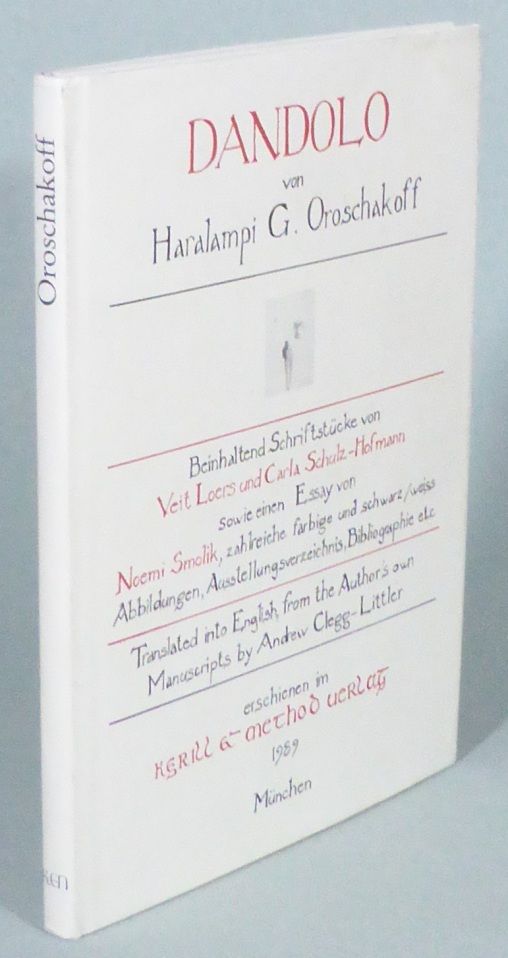 DANDOLO
von
Haralampi G. Oroschakoff
Beinhaltend Schriftstücke von
Veit Loers und Carla Schulz-Hofmann
sowie einen Essay von
Noemi Smolik, zahlreiche farbige und schwarz/weiss
Abbildungen, Ausstellungsverzeichnis, Bibliographie etc
Translated into English from the Author's own
Manuscripts by Andrew Clegg-Littler
erschienen im
KYRILL & METHOD VERLAG
1989
München
Oroschakoff